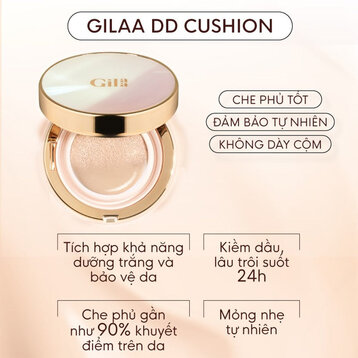 GILAA DD CUSHION
Gilaa
CHE PHỦ TỐT
ĐẢM BẢO TỰ NHIÊN
KHÔNG DÀY CỘM
Tích hợp khả năng
dưỡng trắng và
bảo vệ da
Kiềm dầu,
lâu trôi suốt
24h
Che phủ gần
như 90% khuyết
điểm trên da
Mỏng nhẹ
tự nhiên